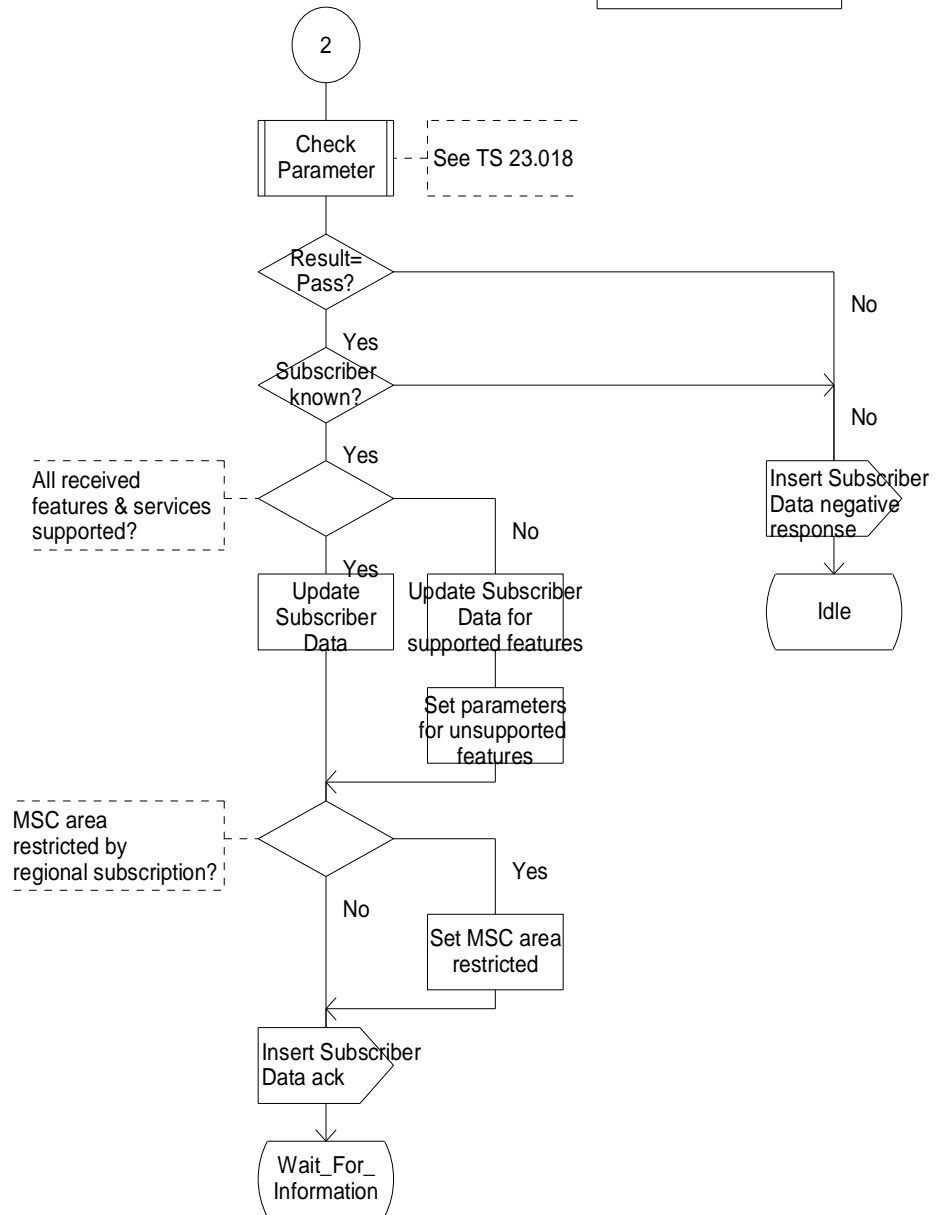 2
Check
Parameter
See TS 23.018
Result=
Pass?
No
Yes
Subscriber
known?
No
Yes
All received
features & services
supported?
No
Insert Subscriber
Data negative
response
Yes
Update
Subscriber
Data
Update Subscriber
Data for
supported features
Idle
Set parameters
for unsupported
features
MSC area
restricted by
regional subscription?
Yes
No
Set MSC area
restricted
Insert Subscriber
Data ack
Wait_For_
Information